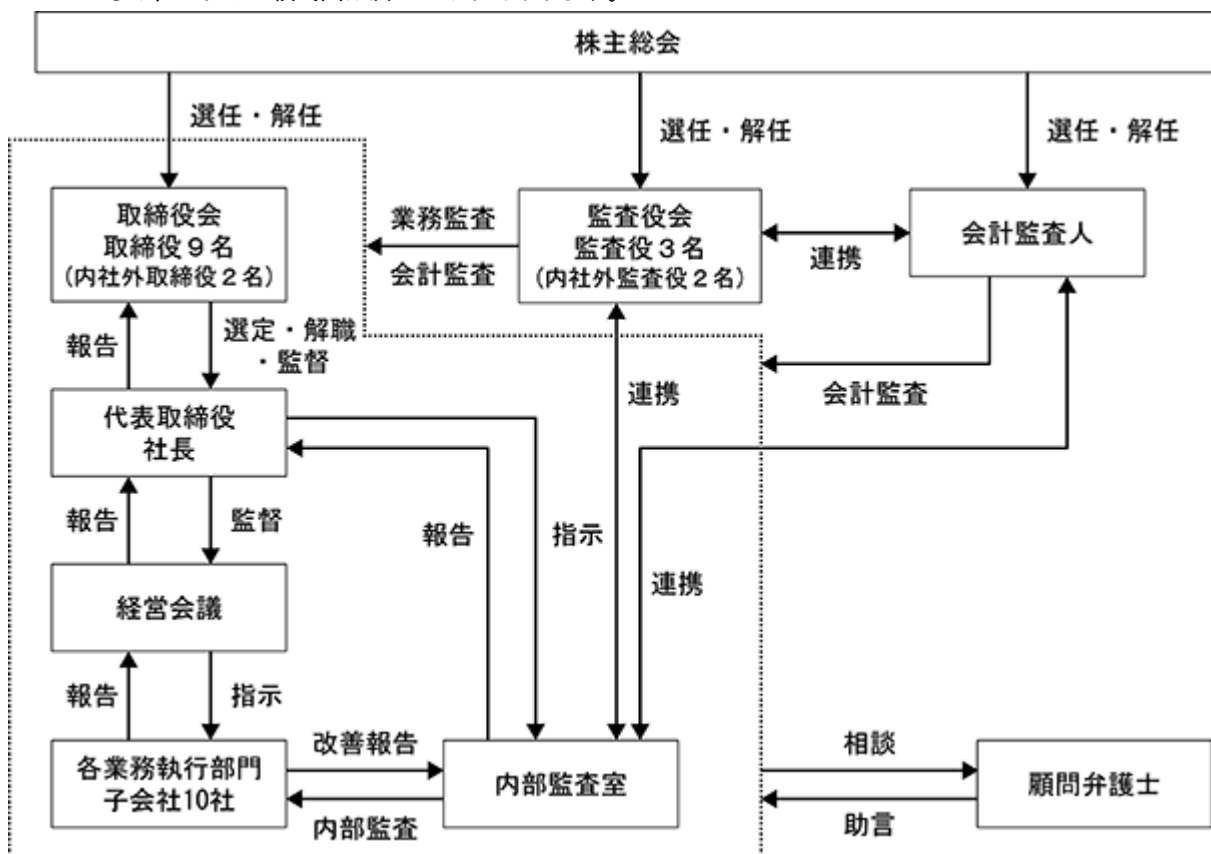 株主総会
選任・解任
選任・解任
選任・解任
取締役会
取締役９名
(内社外取締役２名)
業務監査
会計監査
監査役会
監査役３名
(内社外監査役２名)
連携
会計監査人
報告
選定・解職
・監督
会計監査
代表取締役
社長
連携
報告
監督
報告
指示
連携
経営会議
報告
指示
各業務執行部門
子会社10社
改善報告
内部監査
内部監査室
相談
助言
顧問弁護士